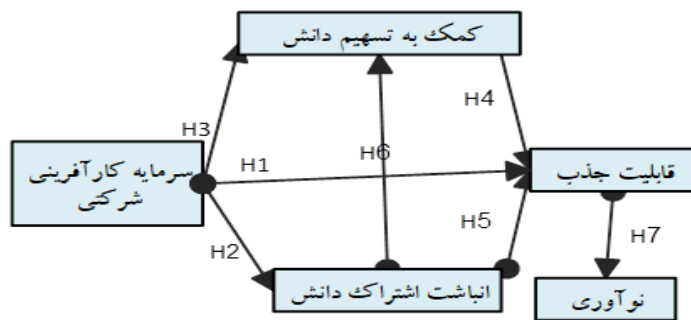 کمک به تسهیم دانش
H4
H3
H1
H6
سرمایه کارآفرینی
شرکتی
قابلیت جذب
H2
H5
H7
انباشت اشتراک دانش
نوآوری